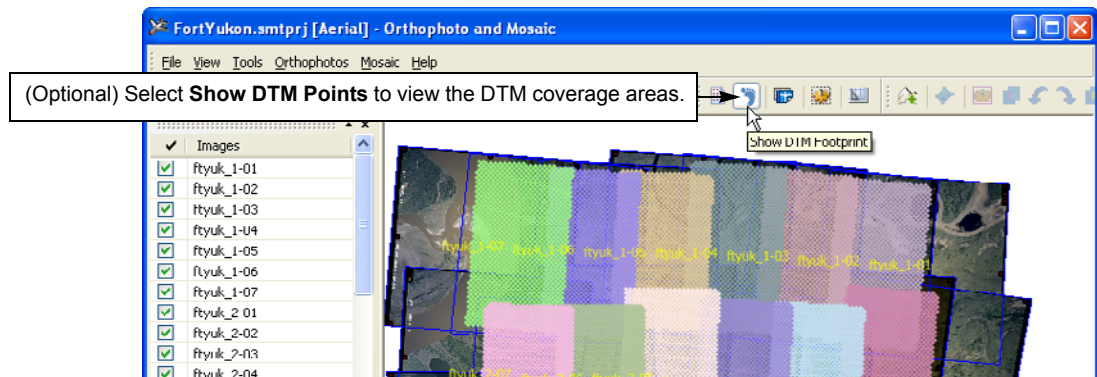 FortYukon.smtprj [Aerial] - Orthophoto and Mosaic
File View Tools Orthophotos Mosaic Help
(Optional) Select Show DTM Points to view the DTM coverage areas.
Show DTM Footprint
Images
ftyuk_1-01
ftyuk_1-02
ftyuk_1-03
ftyuk_1-04
ftyuk_1-05
ftyuk_1-06
ftyuk_1-07
ftyuk_2-01
ftyuk_2-02
ftyuk_2-03
ftyuk_2-04
ftyuk_1-07 ftyuk_1-06 ftyuk_1-05 ftyuk_1-04 ftyuk_1-03 ftyuk_1-02 ftyuk_1-01
ftyuk_2-07